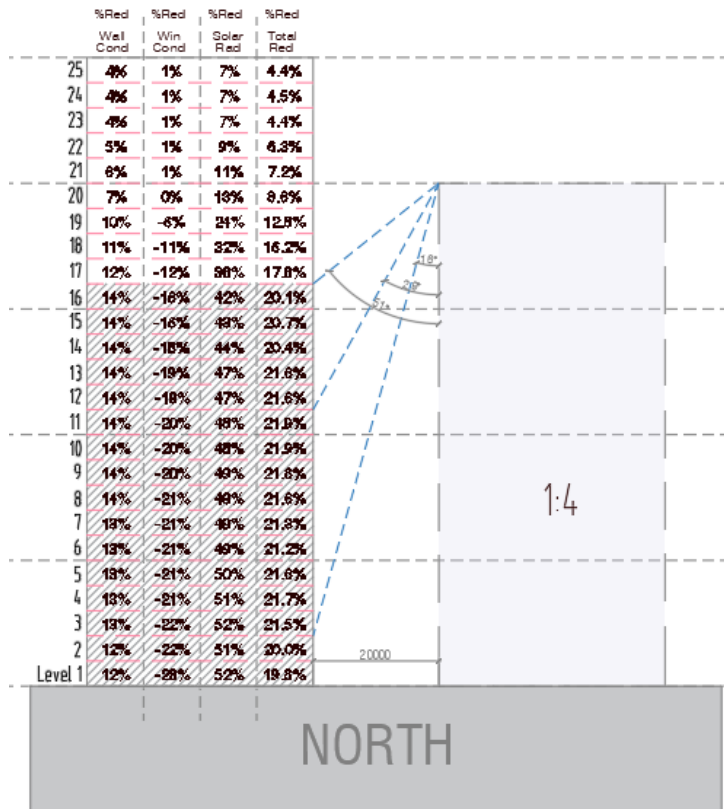 %Red %Red %Red %Red
Wall Cond Win Cond Solar Rad Total Red
25 4% 1% 7% 4.4%
24 4% 1% 7% 4.5%
23 4% 1% 7% 4.4%
22 5% 1% 9% 6.3%
21 6% 1% 11% 7.2%
20 7% 0% 13%
19 10% -6% 21% 12.8%
18 11% -11% 32% 16.2%
17 12% -12% 17.8%
16 14% -16% 42% 20.1%
15 14% -16% 43% 20.7%
14 14% -18% 44% 20.4%
13 14% -19% 47% 21.6%
12 14% -19% 47% 21.6%
11 14% -20% 48% 21.9%
10 14% -20% 48% 21.9%
9 14% -20% 49% 21.8%
8 14% -21% 49% 21.6%
7 13% -21% 49% 21.3%
6 13% -21% 49% 21.2%
5 13% -21% 50% 21.6%
4 13% -21% 51% 21.7%
3 13% -22% 52% 21.5%
2 12% -22% 51% 20.0%
Level 1 12% 52% 19.8%
18°
51°
1:4
20000
NORTH